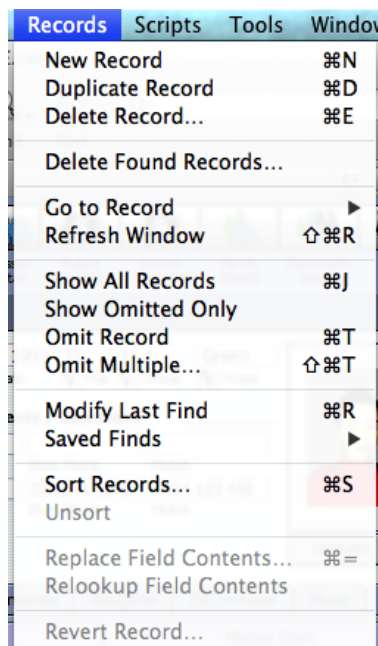 Records Scripts Tools Window
New Record ⌘N
Duplicate Record ⌘D
Delete Record... ⌘E
Delete Found Records...
Go to Record ▶
Refresh Window ⇧⌘R
Show All Records ⌘J
Show Omitted Only
Omit Record ⌘T
Omit Multiple... ⇧⌘T
Modify Last Find ⌘R
Saved Finds ▶
Sort Records... ⌘S
Unsort
Replace Field Contents... ⌘=
Relookup Field Contents
Revert Record...